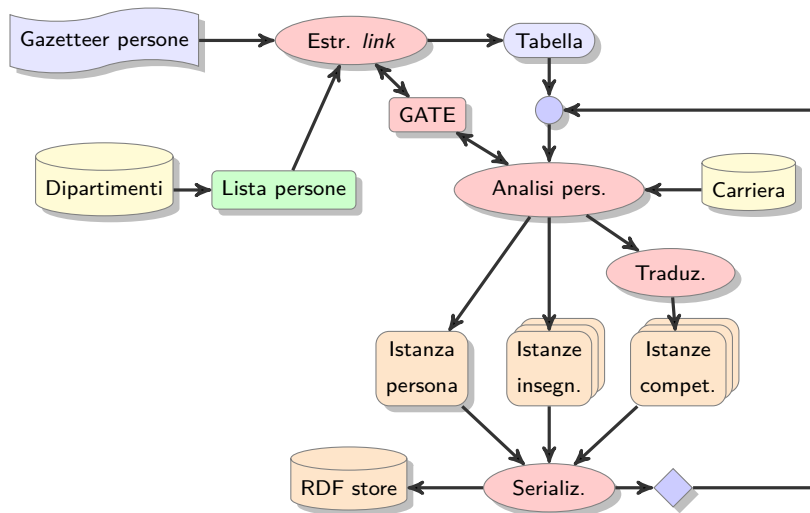 Gazetteer persone
Estr. link
Tabella
GATE
Dipartimenti
Lista persone
Analisi pers.
Carriera
Traduz.
Istanza
persona
Istanze
insegn.
Istanze
compet.
RDF store
Serializ.